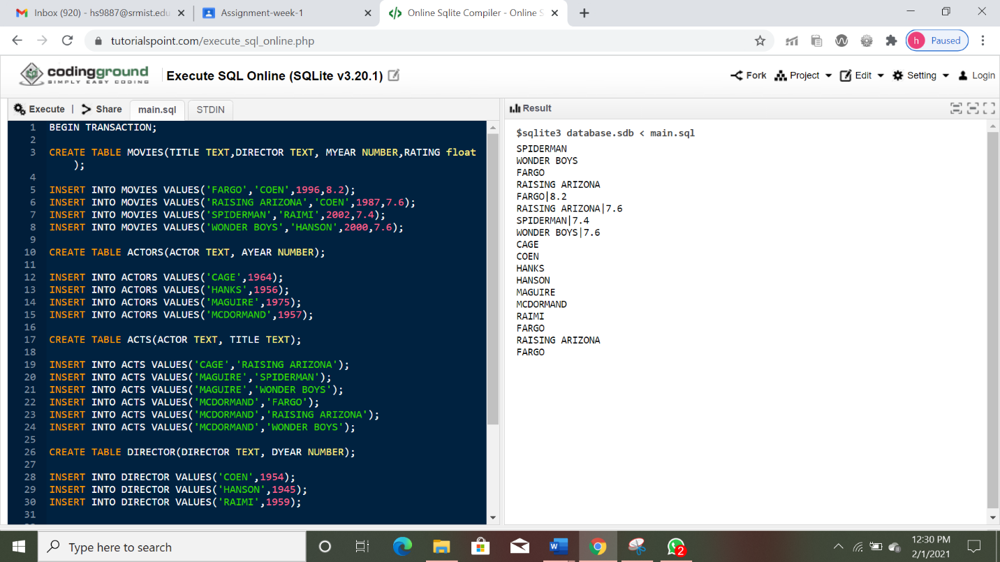 Inbox (920) - hs9887@srmist.edu
Assignment-week-1
Online Sqlite Compiler - Online S
tutorialspoint.com/execute_sql_online.php
h Paused
codingground
SIMPLY EASY CODING
Execute SQL Online (SQLite v3.20.1)
Fork Project Edit Setting Login
Execute | Share main.sql STDIN
1 BEGIN TRANSACTION;
2
3 CREATE TABLE MOVIES(TITLE TEXT,DIRECTOR TEXT, MYEAR NUMBER,RATING float
);
4
5 INSERT INTO MOVIES VALUES('FARGO','COEN',1996,8.2);
6 INSERT INTO MOVIES VALUES('RAISING ARIZONA','COEN',1987,7.6);
7 INSERT INTO MOVIES VALUES('SPIDERMAN','RAIMI',2002,7.4);
8 INSERT INTO MOVIES VALUES('WONDER BOYS','HANSON',2000,7.6);
9
10 CREATE TABLE ACTORS(ACTOR TEXT, AYEAR NUMBER);
11
12 INSERT INTO ACTORS VALUES('CAGE',1964);
13 INSERT INTO ACTORS VALUES('HANKS',1956);
14 INSERT INTO ACTORS VALUES('MAGUIRE',1975);
15 INSERT INTO ACTORS VALUES('MCDORMAND',1957);
16
17 CREATE TABLE ACTS(ACTOR TEXT, TITLE TEXT);
18
19 INSERT INTO ACTS VALUES('CAGE','RAISING ARIZONA');
20 INSERT INTO ACTS VALUES('MAGUIRE','SPIDERMAN');
21 INSERT INTO ACTS VALUES('MAGUIRE','WONDER BOYS');
22 INSERT INTO ACTS VALUES('MCDORMAND','FARGO');
23 INSERT INTO ACTS VALUES('MCDORMAND','RAISING ARIZONA');
24 INSERT INTO ACTS VALUES('MCDORMAND','WONDER BOYS');
25
26 CREATE TABLE DIRECTOR(DIRECTOR TEXT, DYEAR NUMBER);
27
28 INSERT INTO DIRECTOR VALUES('COEN',1954);
29 INSERT INTO DIRECTOR VALUES('HANSON',1945);
30 INSERT INTO DIRECTOR VALUES('RAIMI',1959);
31
Result
$sqlite3 database.sdb < main.sql
SPIDERMAN
WONDER BOYS
FARGO
RAISING ARIZONA
FARGO|8.2
RAISING ARIZONA|7.6
SPIDERMAN|7.4
WONDER BOYS|7.6
CAGE
COEN
HANKS
HANSON
MAGUIRE
MCDORMAND
RAIMI
FARGO
RAISING ARIZONA
FARGO
Type here to search
W
2
12:30 PM
2/1/2021